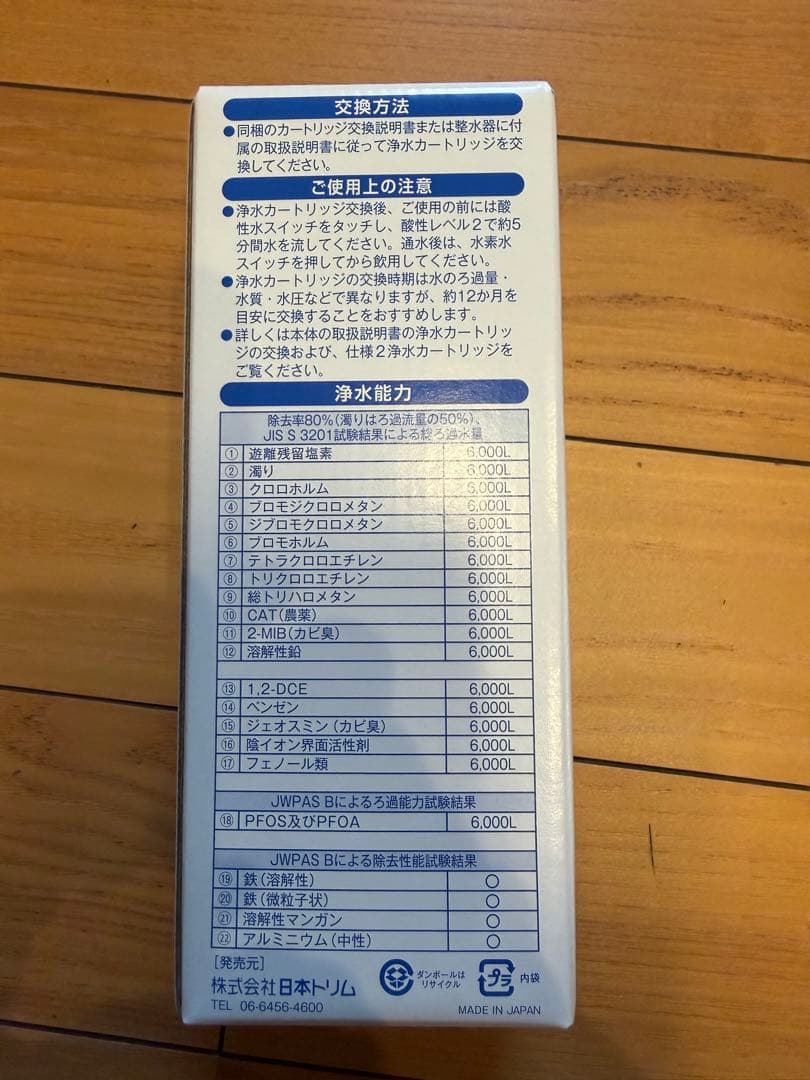 交換方法
●同梱のカートリッジ交換説明書または整水器に付
属の取扱説明書に従って浄水カートリッジを交
換してください。
ご使用上の注意
●浄水カートリッジ交換後、ご使用の前には酸
性水スイッチをタッチし、酸性レベル2で約5
分間水を流してください。通水後は、水素水
スイッチを押してから飲用してください。
●浄水カートリッジの交換時期は水のろ過量・
水質・水圧などで異なりますが、約12か月を
目安に交換することをおすすめします。
●詳しくは本体の取扱説明書の浄水カートリッ
ジの交換および、仕様2浄水カートリッジを
ご覧ください。
浄水能力
除去率80%(濁りはろ過流量の50%)、
JIS S 3201試験結果による総ろ過水量
① 遊離残留塩素 6,000L
② 濁り 6,000L
③ クロロホルム 6,000L
④ ブロモジクロロメタン 6,000L
⑤ ジブロモクロロメタン 6,000L
⑥ ブロモホルム 6,000L
⑦ テトラクロロエチレン 6,000L
⑧ トリクロロエチレン 6,000L
⑨ 総トリハロメタン 6,000L
⑩ CAT(農薬) 6,000L
⑪ 2-MIB(カビ臭) 6,000L
⑫ 溶解性鉛 6,000L
⑬ 1,2-DCE 6,000L
⑭ ベンゼン 6,000L
⑮ ジェオスミン(カビ臭) 6,000L
⑯ 陰イオン界面活性剤 6,000L
⑰ フェノール類 6,000L
JWPAS Bによるろ過能力試験結果
⑱ PFOS及びPFOA 6,000L
JWPAS Bによる除去性能試験結果
⑲ 鉄(溶解性) ○
⑳ 鉄(微粒子状) ○
㉑ 溶解性マンガン ○
㉒ アルミニウム(中性) ○
[発売元]
株式会社日本トリム
TEL 06-6456-4600
ダンボールは
リサイクル
プラ
内袋
MADE IN JAPAN